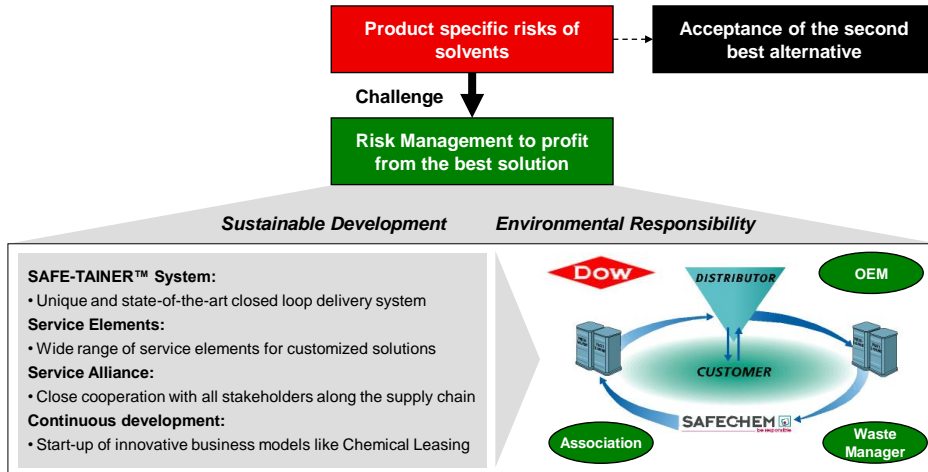 Product specific risks of
solvents
Acceptance of the second
best alternative
Challenge
Risk Management to profit
from the best solution
Sustainable Development
Environmental Responsibility
SAFE-TAINER™ System:
• Unique and state-of-the-art closed loop delivery system
Service Elements:
• Wide range of service elements for customized solutions
Service Alliance:
• Close cooperation with all stakeholders along the supply chain
Continuous development:
• Start-up of innovative business models like Chemical Leasing
Dow
DISTRIBUTOR
OEM
CUSTOMER
SAFECHEM
be responsible
Association
Waste
Manager